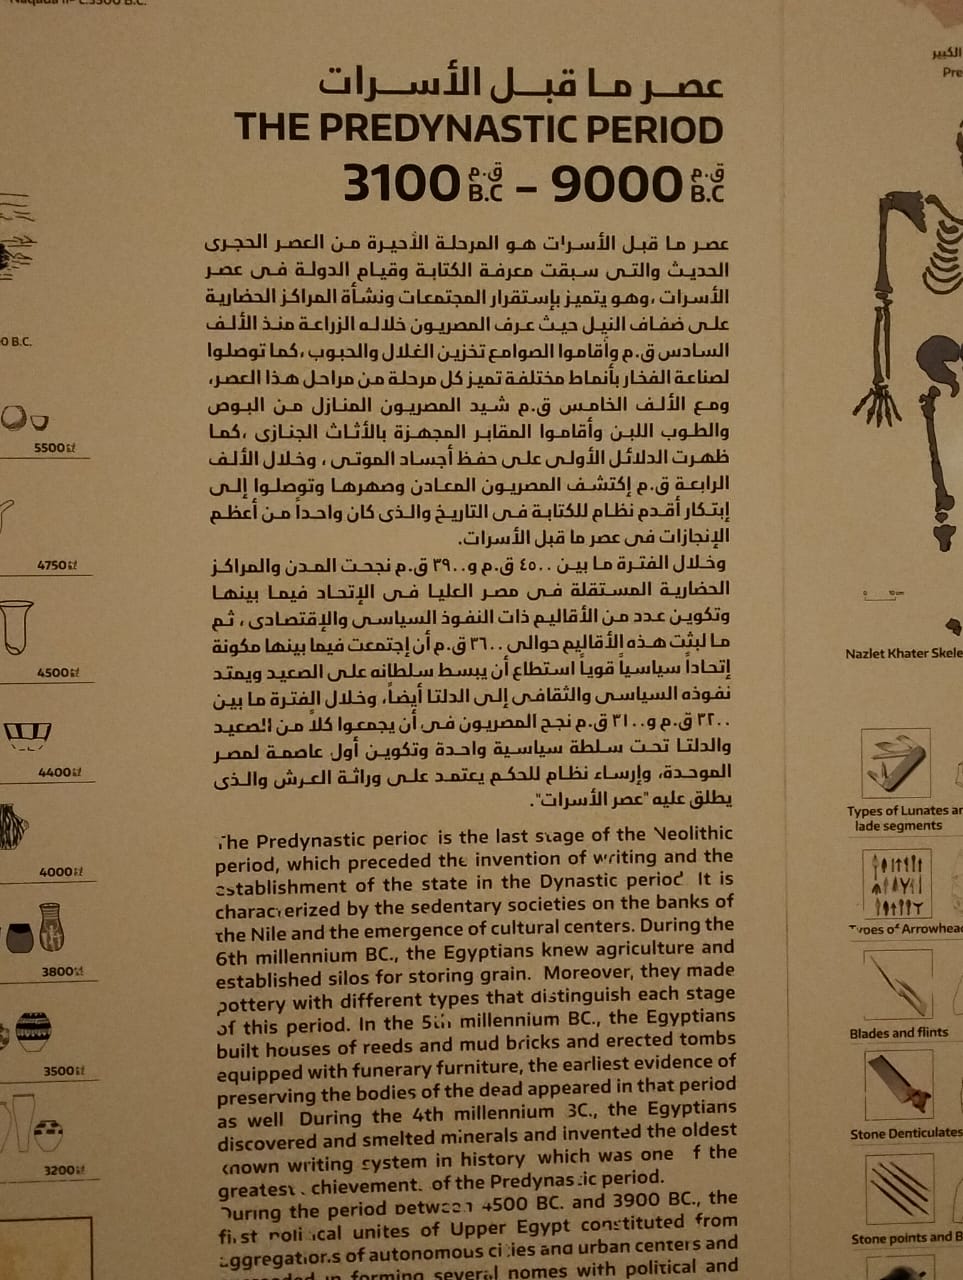 عصر ما قبل الأسرات
THE PREDYNASTIC PERIOD
3100 ق.م B.C – 9000 ق.م B.C
عصر ما قبل الأسرات هو المرحلة الأخيرة من العصر الحجرى
الحديث والتى سبقت معرفة الكتابة وقيام الدولة فى عصر
الأسرات ،وهو يتميز بإستقرار المجتمعات ونشأة المراكز الحضارية
على ضفاف النيل حيث عرف المصريون خلاله الزراعة منذ الألف
السادس ق.م وأقاموا الصوامع تخزين الغلال والحبوب ،كما توصلوا
لصناعة الفخار بأنماط مختلفة تميز كل مرحلة من مراحل هذا العصر،
ومع الألف الخامس ق.م شيد المصريون المنازل من البوص
والطوب اللبن وأقاموا المقابر المجهزة بالأثاث الجنازى ،كما
ظهرت الدلائل الأولى على حفظ أجساد الموتى ، وخلال الألف
الرابعة ق.م إكتشف المصريون المعادن وصهرها وتوصلوا إلى
إبتكار أقدم نظام للكتابة فى التاريخ والذى كان واحداً من أعظم
الإنجازات فى عصر ما قبل الأسرات.
وخلال الفترة ما بين ٤٥٠٠ ق.م و٣٩٠٠ ق.م نجحت المدن والمراكز
الحضارية المستقلة فى مصر العليا فى الإتحاد فيما بينها
وتكوين عدد من الأقاليم ذات النفوذ السياسى والإقتصادى ، ثم
ما لبثت هذه الأقاليم حوالى ٣٦٠٠ ق.م أن إجتمعت فيما بينها مكونة
إتحاداً سياسياً قوياً استطاع أن يبسط سلطانه على الصعيد ويمتد
نفوذه السياسى والثقافى إلى الدلتا أيضاً، وخلال الفترة ما بين
٣٢٠٠ ق.م و٣١٠٠ ق.م نجح المصريون فى أن يجمعوا كلاً من الصعيد
والدلتا تحت سلطة سياسية واحدة وتكوين أول عاصمة لمصر
الموحدة، وإرساء نظام للحكم يعتمد على وراثة العرش والذى
يطلق عليه "عصر الأسرات".
The Predynastic period is the last stage of the Neolithic
period, which preceded the invention of writing and the
establishment of the state in the Dynastic period It is
characterized by the sedentary societies on the banks of
the Nile and the emergence of cultural centers. During the
6th millennium BC., the Egyptians knew agriculture and
established silos for storing grain. Moreover, they made
pottery with different types that distinguish each stage
of this period. In the 5th millennium BC., the Egyptians
built houses of reeds and mud bricks and erected tombs
equipped with funerary furniture, the earliest evidence of
preserving the bodies of the dead appeared in that period
as well During the 4th millennium BC., the Egyptians
discovered and smelted minerals and invented the oldest
known writing system in history which was one of the
greatest achievement of the Predynastic period.
During the period between 4500 BC. and 3900 BC., the
first political unites of Upper Egypt constituted from
aggregations of autonomous cities and urban centers and
in forming several nomes with political and
0 B.C.
5500
4750
4500
4400
4000
3800
3500
3200
الكبير
Nazlet Khater Skele
Types of Lunates
lade segments
Types of Arrowhead
Blades and flints
Stone Denticulates
Stone points and B